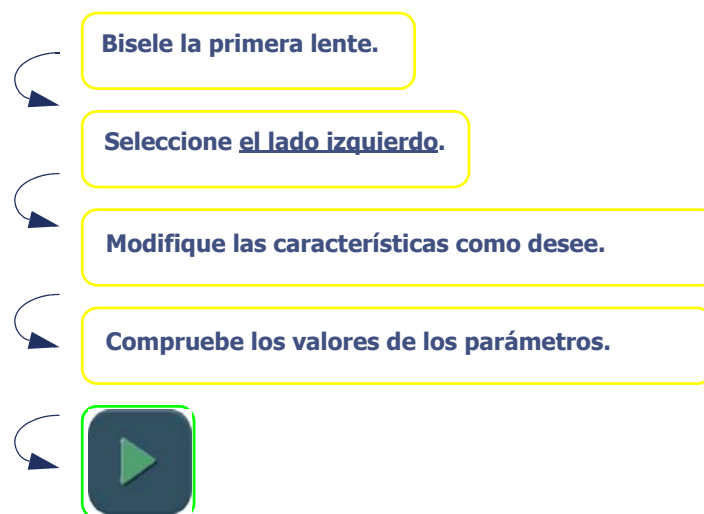 Bisele la primera lente.
Seleccione el lado izquierdo.
Modifique las características como desee.
Compruebe los valores de los parámetros.